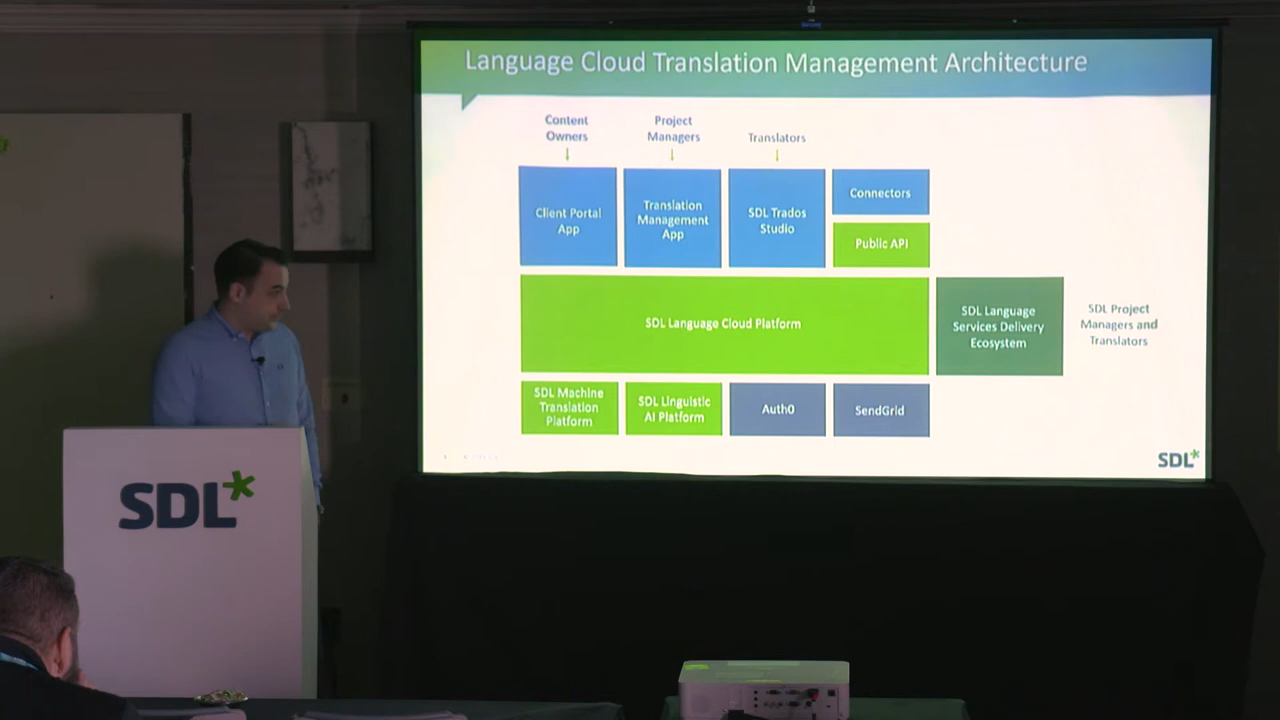 Language Cloud Translation Management Architecture
Content
Owners
Project
Managers
Translators
Client Portal
App
Translation
Management
App
SDL Trados
Studio
Connectors
Public API
SDL Language Cloud Platform
SDL Language
Services Delivery
Ecosystem
SDL Project
Managers and
Translators
SDL Machine
Translation
Platform
SDL Linguistic
AI Platform
Auth0
SendGrid
SDL*
SDL*